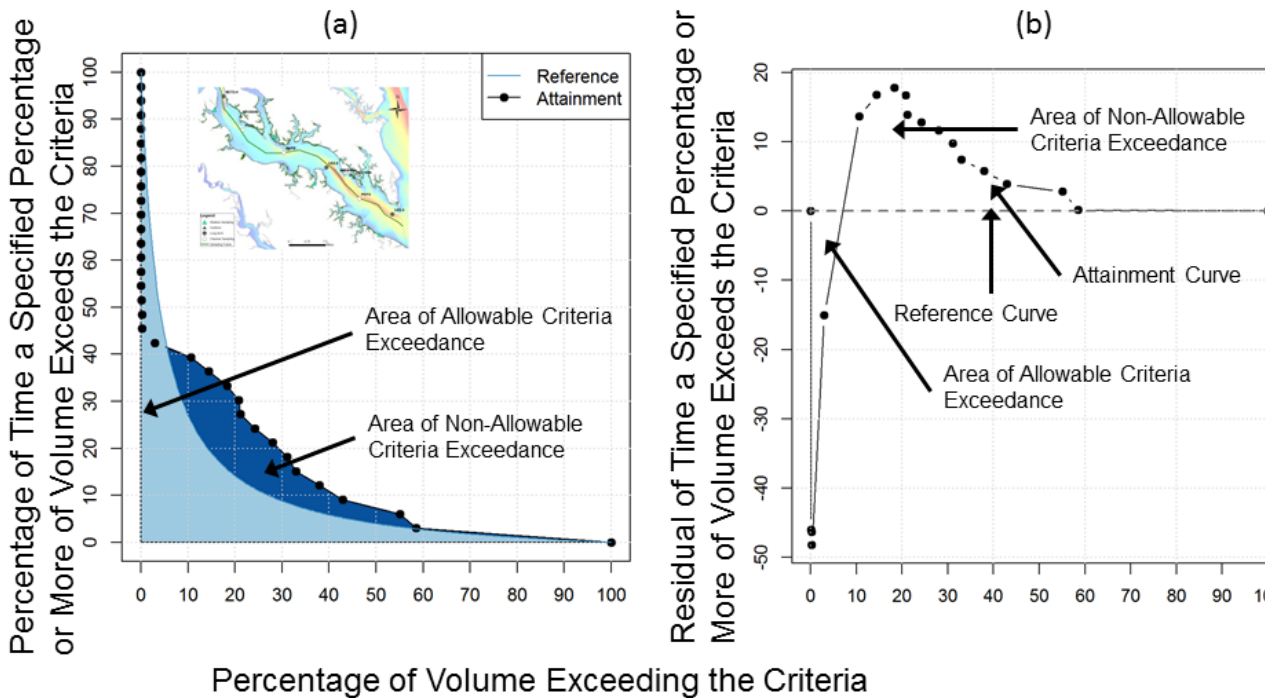 (a)
Percentage of Time a Specified Percentage
or More of Volume Exceeds the Criteria
100
90
80
70
60
50
40
30
20
10
0
Reference
Attainment
Legend
Area of Allowable Criteria
Exceedance
Area of Non-Allowable
Criteria Exceedance
0 10 20 30 40 50 60 70 80 90 100
(b)
Residual of Time a Specified Percentage or
More of Volume Exceeds the Criteria
20
10
0
-10
-20
-30
-40
-50
Area of Non-Allowable
Criteria Exceedance
Attainment Curve
Reference Curve
Area of Allowable Criteria
Exceedance
0 10 20 30 40 50 60 70 80 90 10
Percentage of Volume Exceeding the Criteria